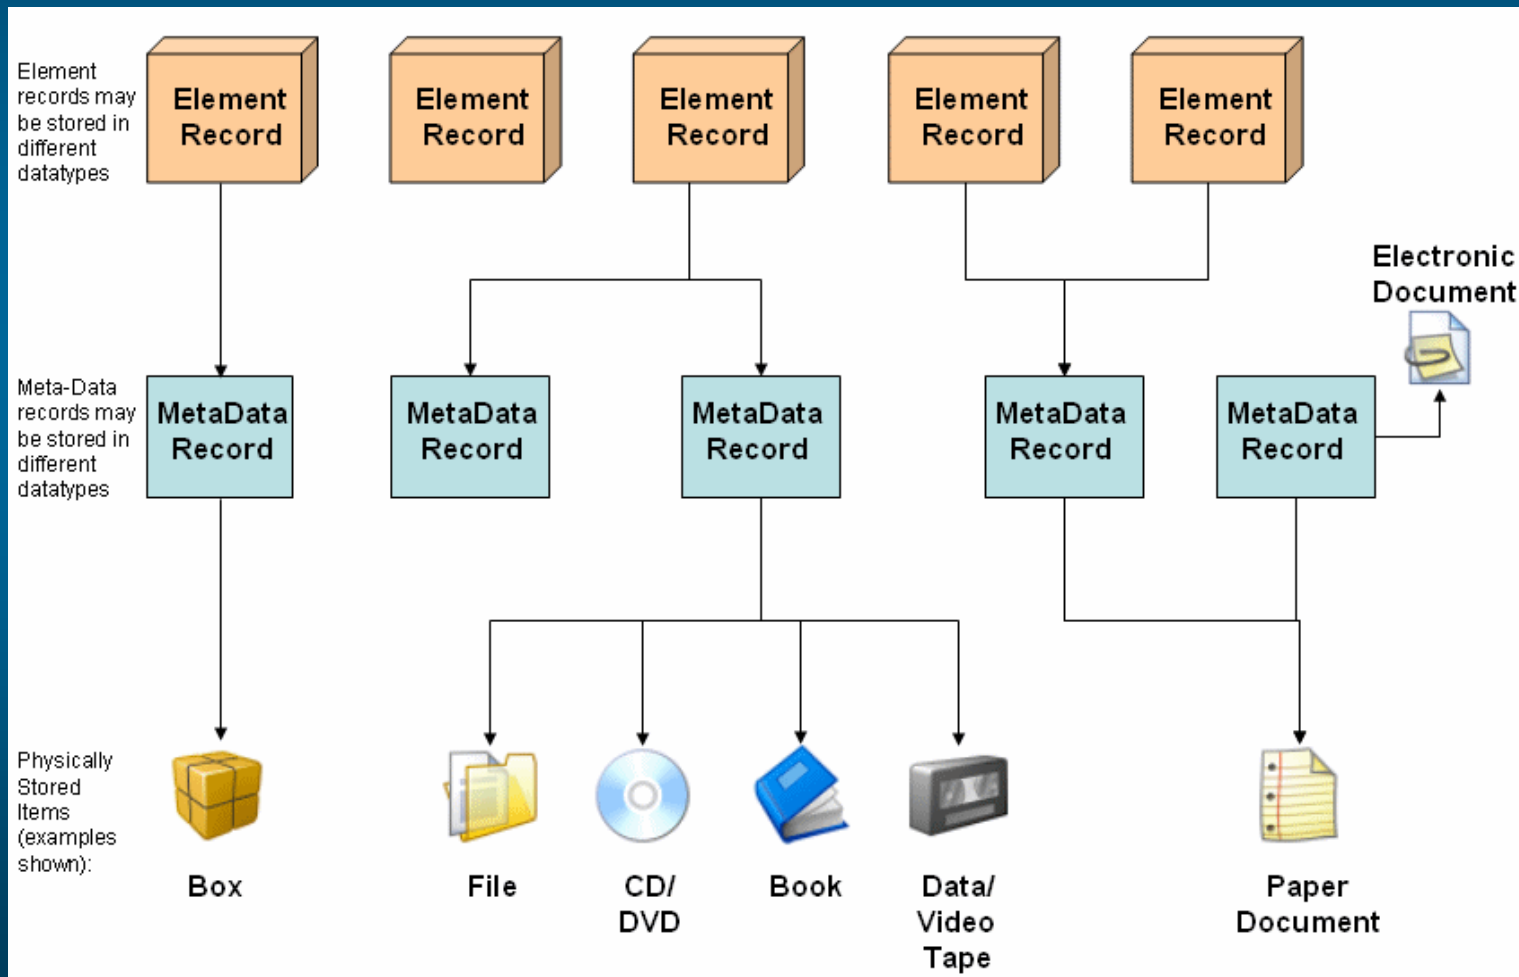 Element
records may
be stored in
different
datatypes
Element
Record
Element
Record
Element
Record
Element
Record
Element
Record
Electronic
Document
Meta-Data
records may
be stored in
different
datatypes
MetaData
Record
MetaData
Record
MetaData
Record
MetaData
Record
MetaData
Record
Physically
Stored
Items
(examples
shown):
Box
File
CD/
DVD
Book
Data/
Video
Tape
Paper
Document